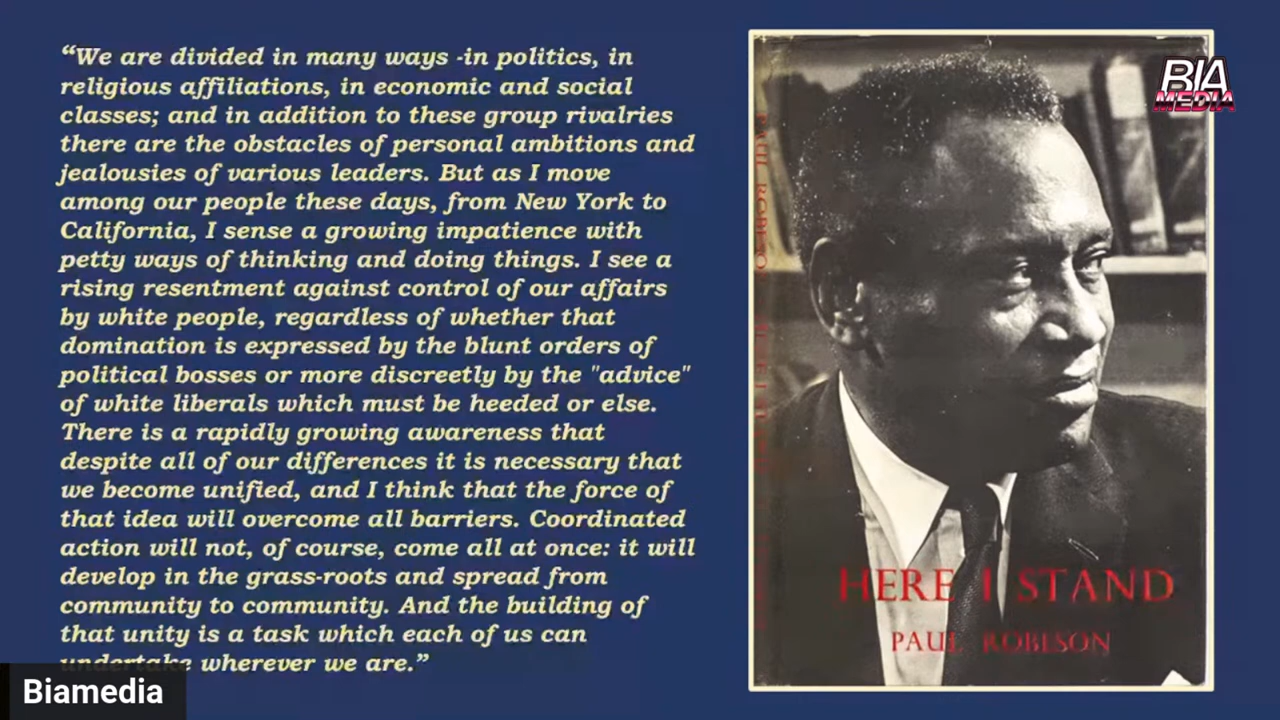 “We are divided in many ways -in politics, in
religious affiliations, in economic and social
classes; and in addition to these group rivalries
there are the obstacles of personal ambitions and
jealousies of various leaders. But as I move
among our people these days, from New York to
California, I sense a growing impatience with
petty ways of thinking and doing things. I see a
rising resentment against control of our affairs
by white people, regardless of whether that
domination is expressed by the blunt orders of
political bosses or more discreetly by the "advice"
of white liberals which must be heeded or else.
There is a rapidly growing awareness that
despite all of our differences it is necessary that
we become unified, and I think that the force of
that idea will overcome all barriers. Coordinated
action will not, of course, come all at once: it will
develop in the grass-roots and spread from
community to community. And the building of
that unity is a task which each of us can
undertake wherever we are.”
Biamedia
BIA
MEDIA
PAUL ROBESON
HERE I STAND
PAUL ROBESON